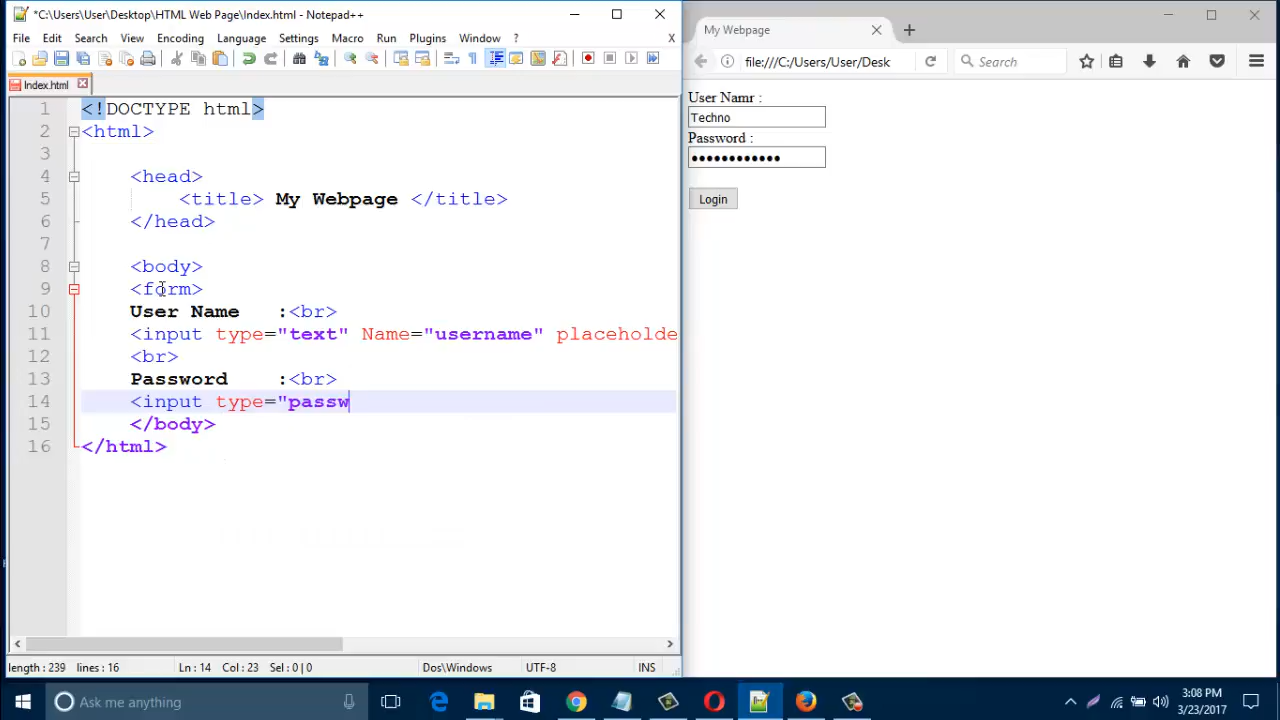 *C:\Users\User\Desktop\HTML Web Page\Index.html - Notepad++
File Edit Search View Encoding Language Settings Macro Run Plugins Window ? X
Index.html
1 <!DOCTYPE html>
2 <html>
3
4 <head>
5 <title> My Webpage </title>
6 </head>
7
8 <body>
9 <form>
10 User Name :<br>
11 <input type="text" Name="username" placeholde
12 <br>
13 Password :<br>
14 <input type="passw
15 </body>
16 </html>
length : 239 lines : 16 Ln : 14 Col : 23 Sel : 0 | 0 Dos\Windows UTF-8 INS
My Webpage
file:///C:/Users/User/Desk
Search
User Namr :
Techno
Password :
••••••••••••
Login
Ask me anything
3:08 PM
3/23/2017